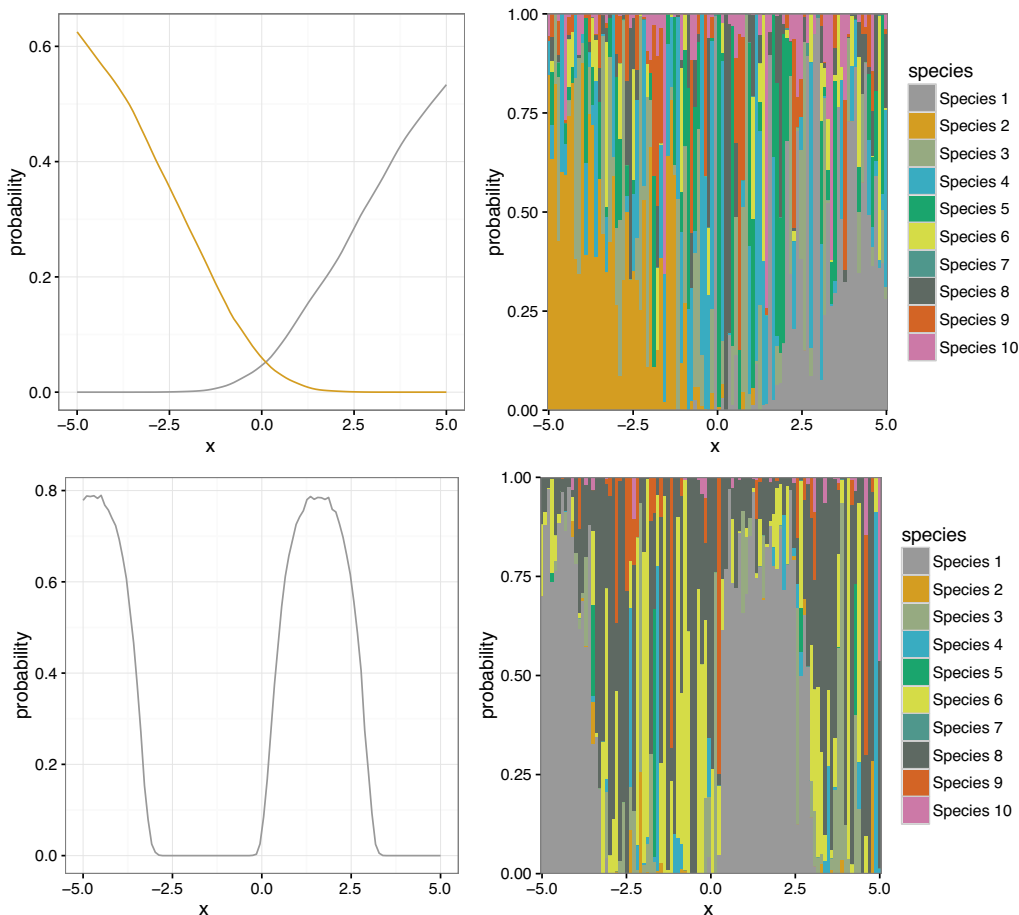 probability
0.6
0.4
0.2
0.0
−5.0
−2.5
0.0
2.5
5.0
x
probability
1.00
0.75
0.50
0.25
0.00
−5.0
−2.5
0.0
2.5
5.0
x
species
Species 1
Species 2
Species 3
Species 4
Species 5
Species 6
Species 7
Species 8
Species 9
Species 10
probability
0.8
0.6
0.4
0.2
0.0
−5.0
−2.5
0.0
2.5
5.0
x
probability
1.00
0.75
0.50
0.25
0.00
−5.0
−2.5
0.0
2.5
5.0
x
species
Species 1
Species 2
Species 3
Species 4
Species 5
Species 6
Species 7
Species 8
Species 9
Species 10